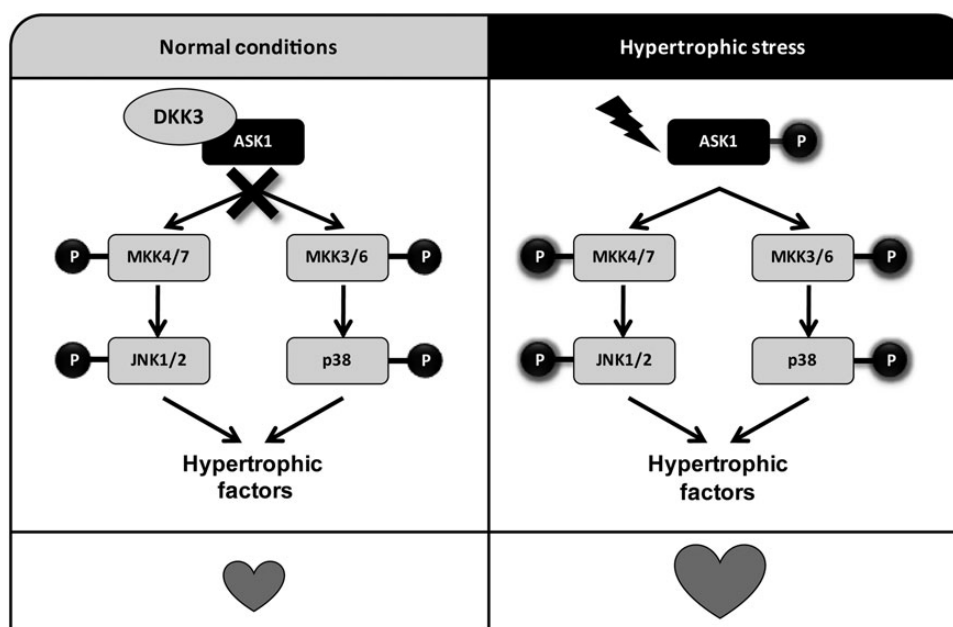 Normal conditions
Hypertrophic stress
DKK3
ASK1
P MKK4/7 MKK3/6 P
P JNK1/2 p38 P
Hypertrophic
factors
ASK1 P
P MKK4/7 MKK3/6 P
P JNK1/2 p38 P
Hypertrophic
factors